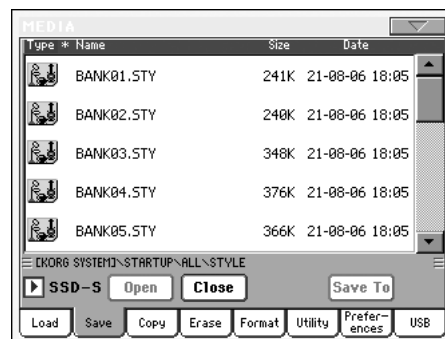 MEDIA
Type * Name Size Date
BANK01.STY 241K 21-08-06 18:05
BANK02.STY 240K 21-08-06 18:05
BANK03.STY 348K 21-08-06 18:05
BANK04.STY 376K 21-08-06 18:05
BANK05.STY 366K 21-08-06 18:05
[KORG SYSTEM]\STARTUP\ALL\STYLE
SSD-S Open Close Save To
Load Save Copy Erase Format Utility Prefer-
ences USB